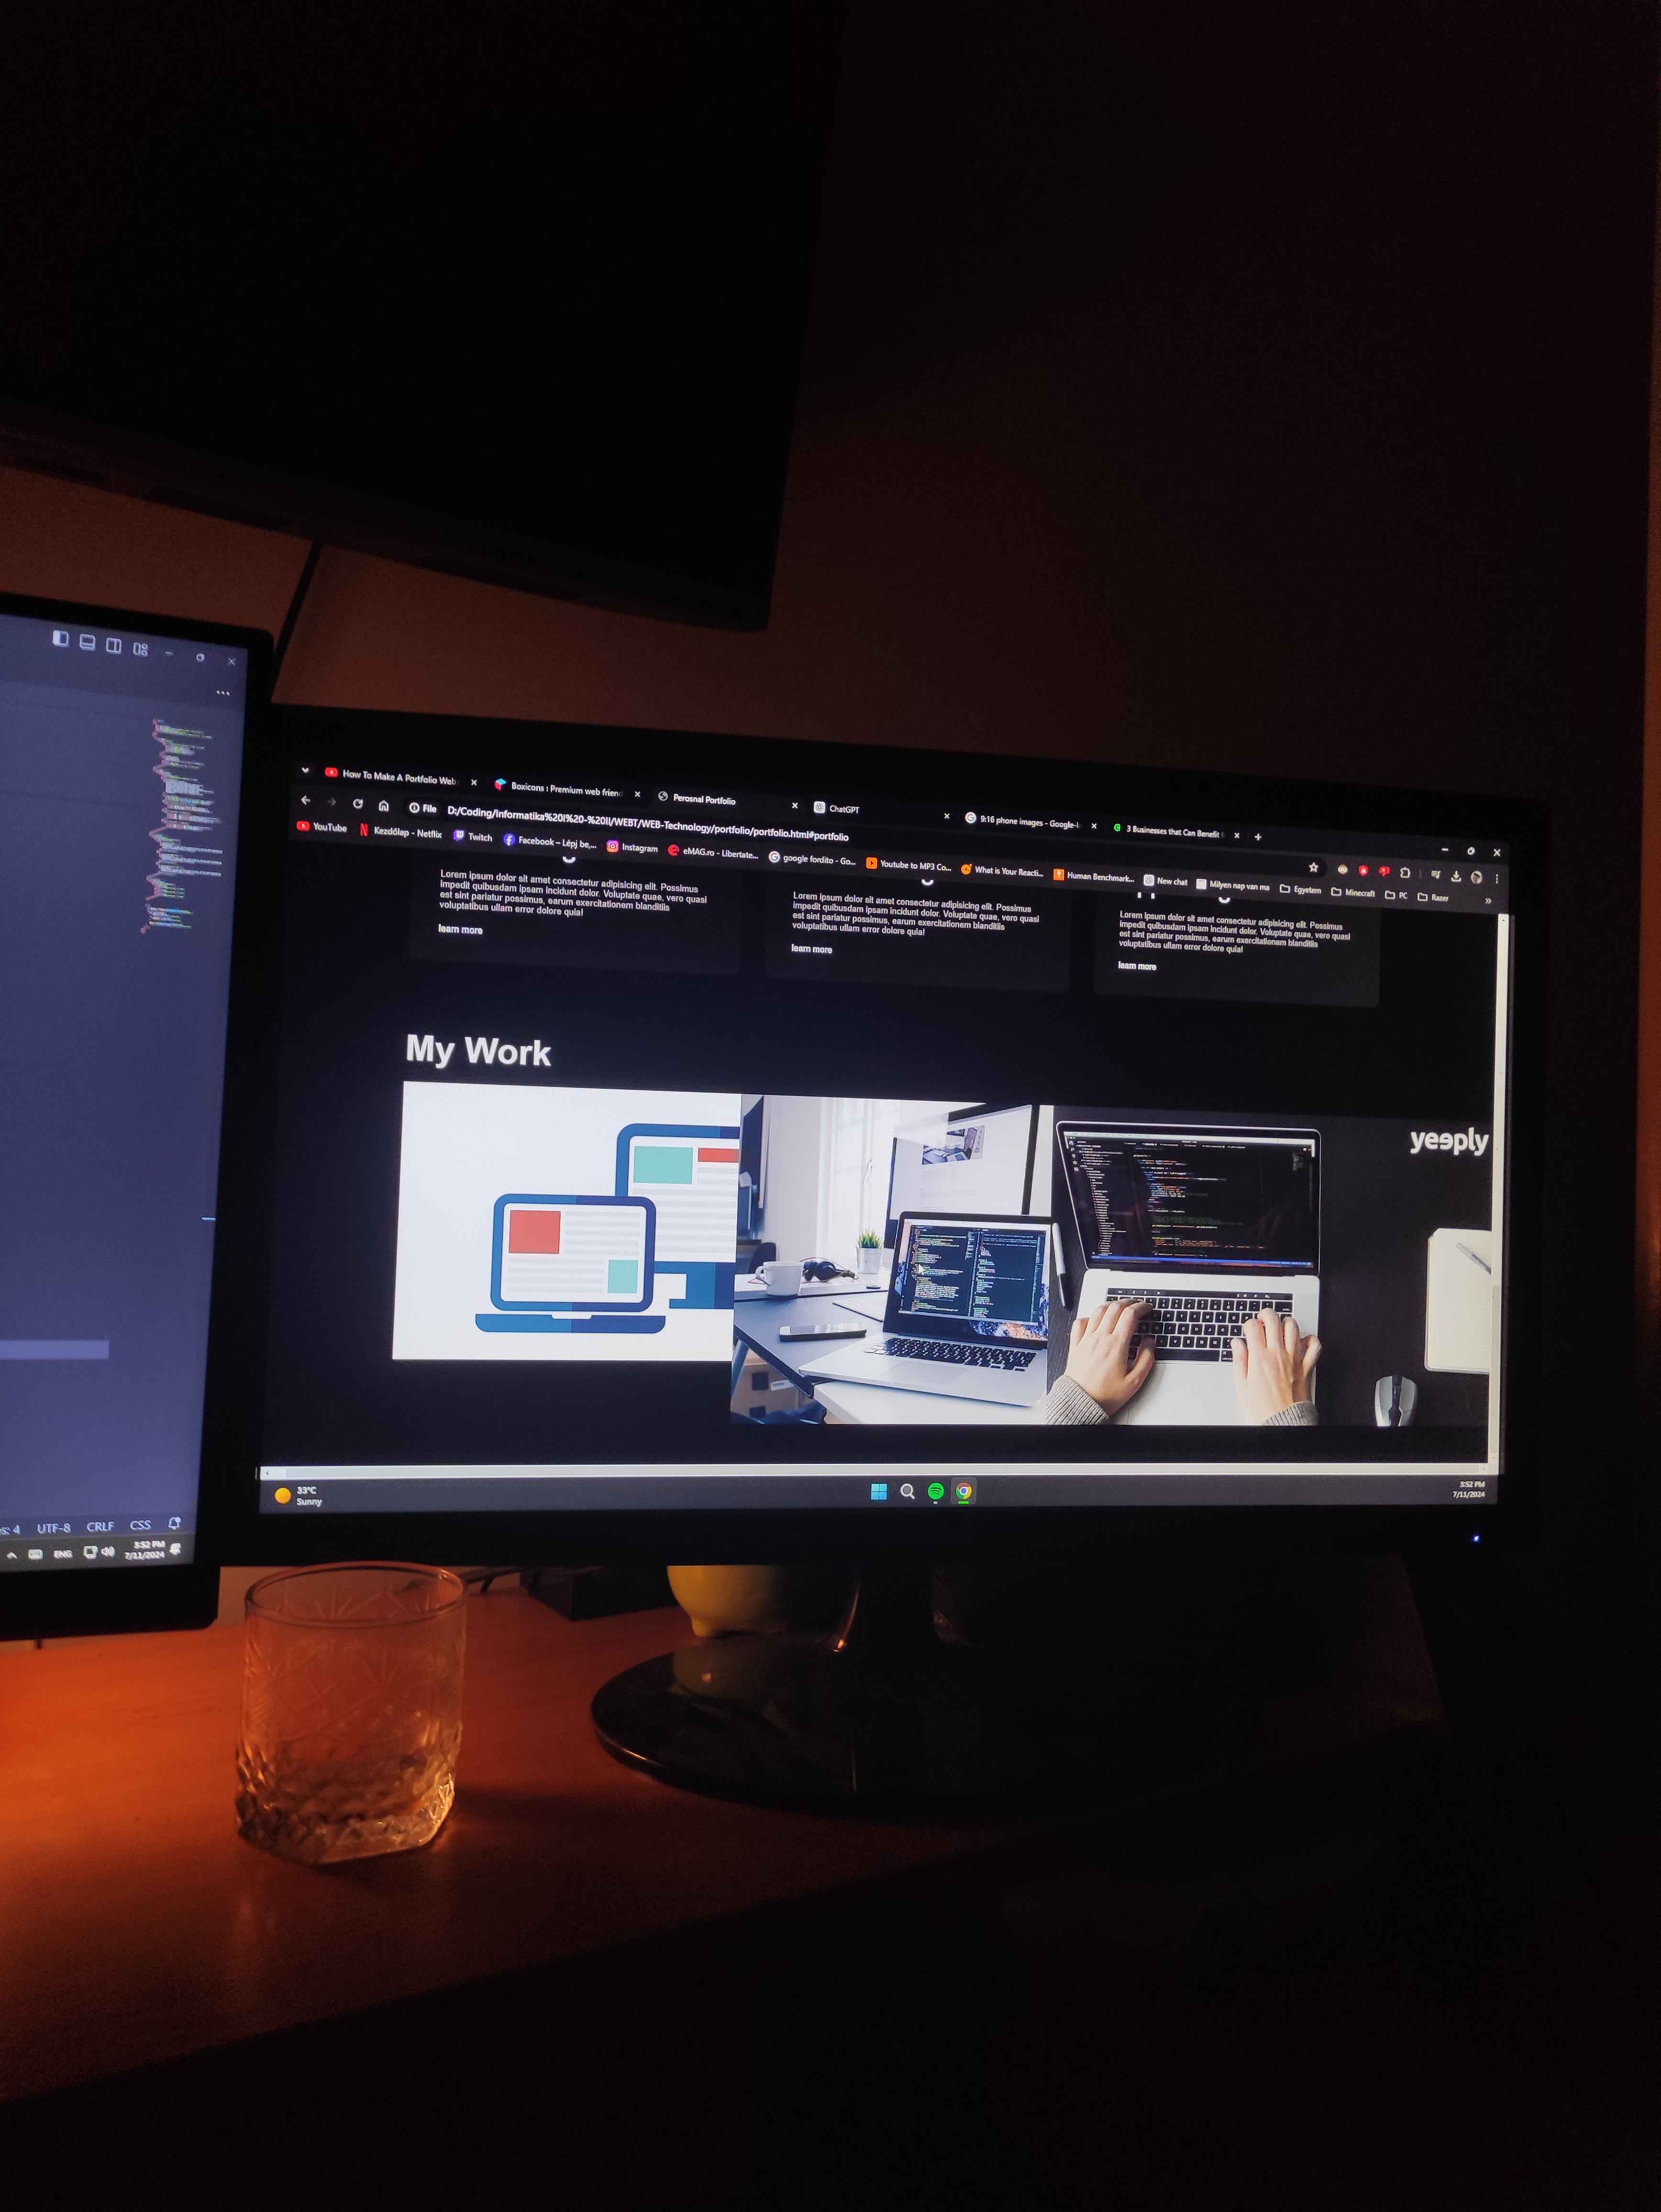 How To Make A Portfolio Web
Boxicons : Premium web frien
Perosnal Portfolio
ChatGPT
9:16 phone images - Google-
3 Businesses that Can Benefit
File
D:/Coding/Informatika%20I%20-%20II/WEBT/WEB-Technology/portfolio/portfolio.html#portfolio
YouTube
Kezdőlap - Netflix
Twitch
Facebook – Lépj be,...
Instagram
eMAG.ro - Libertate...
google fordito - Go...
Youtube to MP3 Co...
What is Your Reacti...
Human Benchmark...
New chat
Milyen nap van ma
Egyetem
Minecraft
PC
Razer
Lorem ipsum dolor sit amet consectetur adipisicing elit. Possimus
impedit quibusdam ipsam incidunt dolor. Voluptate quae, vero quasi
est sint pariatur possimus, earum exercitationem blanditiis
voluptatibus ullam error dolore quia!
learn more
Lorem ipsum dolor sit amet consectetur adipisicing elit. Possimus
impedit quibusdam ipsam incidunt dolor. Voluptate quae, vero quasi
est sint pariatur possimus, earum exercitationem blanditiis
voluptatibus ullam error dolore quia!
learn more
Lorem ipsum dolor sit amet consectetur adipisicing elit. Possimus
impedit quibusdam ipsam incidunt dolor. Voluptate quae, vero quasi
est sint pariatur possimus, earum exercitationem blanditiis
voluptatibus ullam error dolore quia!
learn more
My Work
yeeply
33°C
Sunny
3:52 PM
7/11/2024
s: 4 UTF-8 CRLF CSS
ENG
3:52 PM
7/11/2024